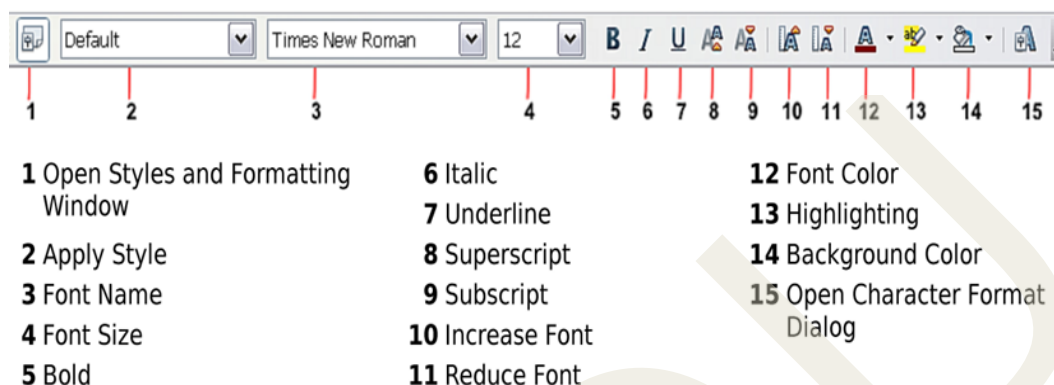 Default Times New Roman 12 B I U
1 2 3 4 5 6 7 8 9 10 11 12 13 14 15
1 Open Styles and Formatting
Window
2 Apply Style
3 Font Name
4 Font Size
5 Bold
6 Italic
7 Underline
8 Superscript
9 Subscript
10 Increase Font
11 Reduce Font
12 Font Color
13 Highlighting
14 Background Color
15 Open Character Format
Dialog